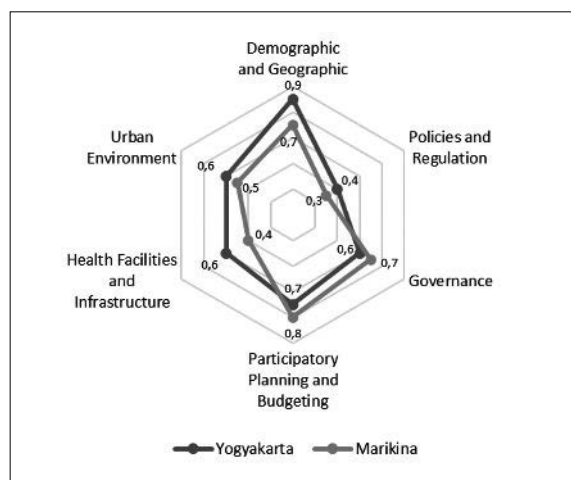 Demographic
and Geographic
0,9
0,7
Urban
Environment
0,6
0,5
Policies and
Regulation
0,4
0,3
Health Facilities
and
Infrastructure
0,6
0,4
Governance
0,6
0,7
0,7
0,8
Participatory
Planning and
Budgeting
Yogyakarta
Marikina